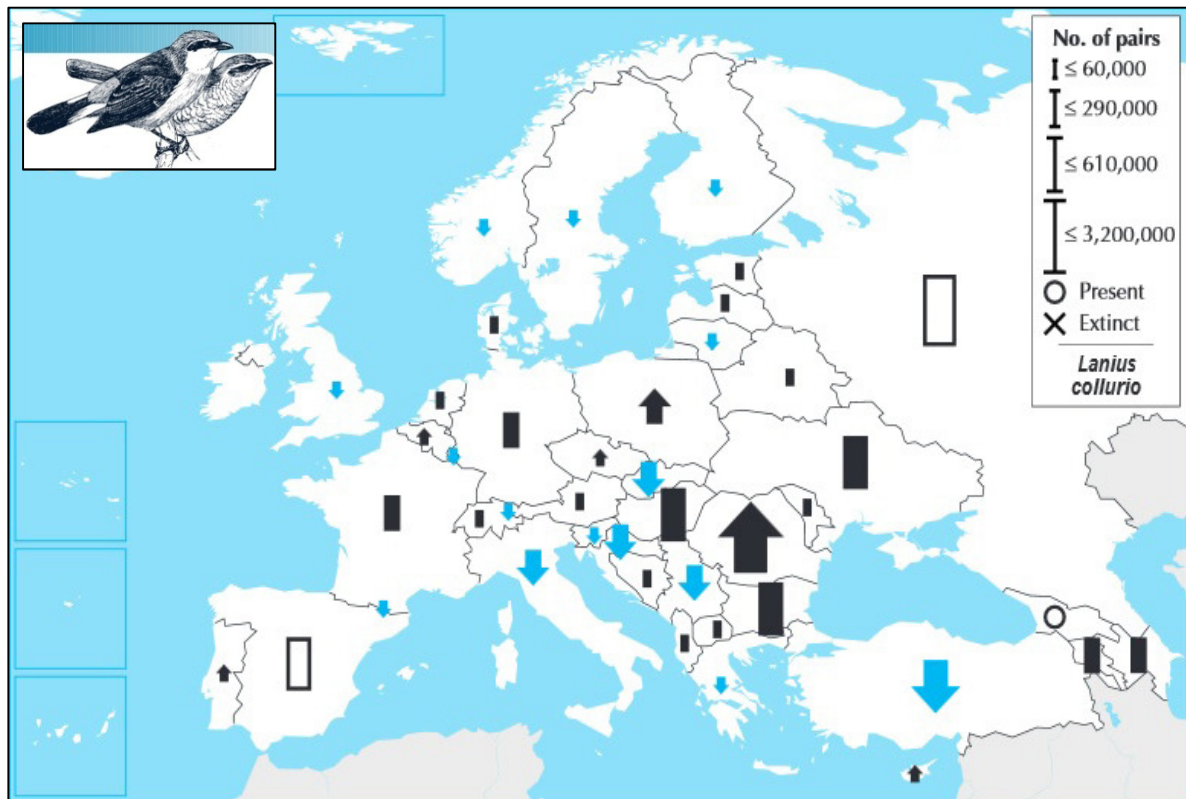 No. of pairs
≤ 60,000
≤ 290,000
≤ 610,000
≤ 3,200,000
Present
Extinct
Lanius
collurio